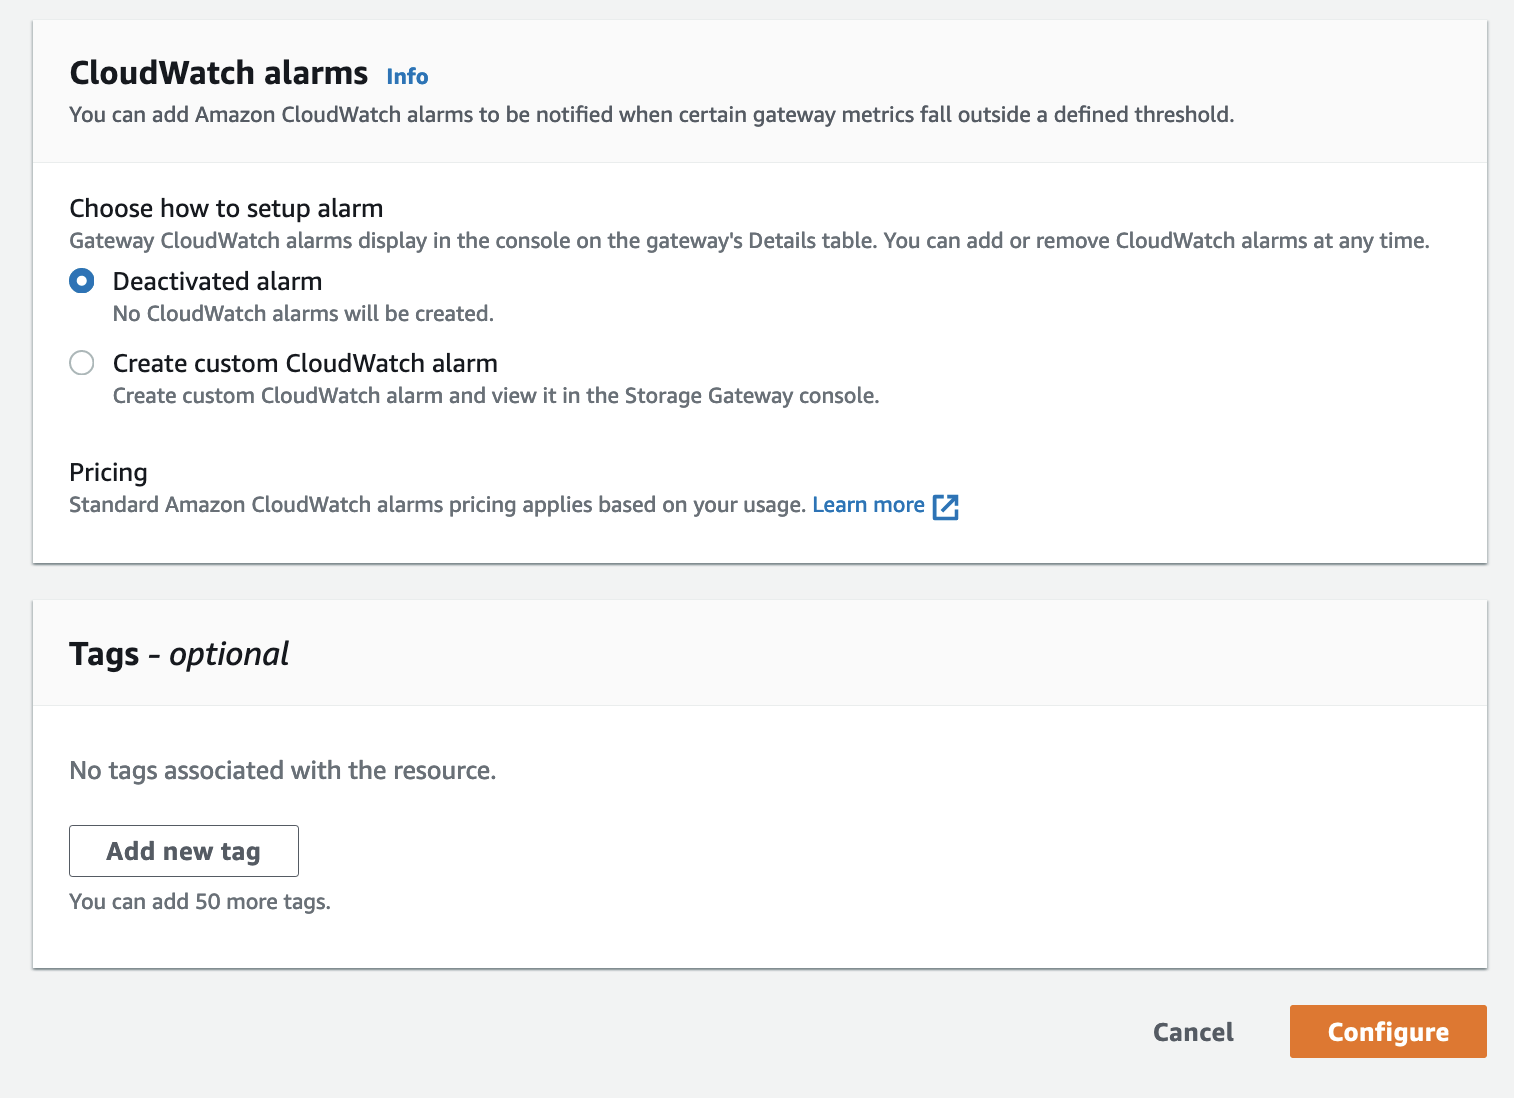 CloudWatch alarms Info
You can add Amazon CloudWatch alarms to be notified when certain gateway metrics fall outside a defined threshold.
Choose how to setup alarm
Gateway CloudWatch alarms display in the console on the gateway's Details table. You can add or remove CloudWatch alarms at any time.
Deactivated alarm
No CloudWatch alarms will be created.
Create custom CloudWatch alarm
Create custom CloudWatch alarm and view it in the Storage Gateway console.
Pricing
Standard Amazon CloudWatch alarms pricing applies based on your usage. Learn more
Tags - optional
No tags associated with the resource.
Add new tag
You can add 50 more tags.
Cancel Configure